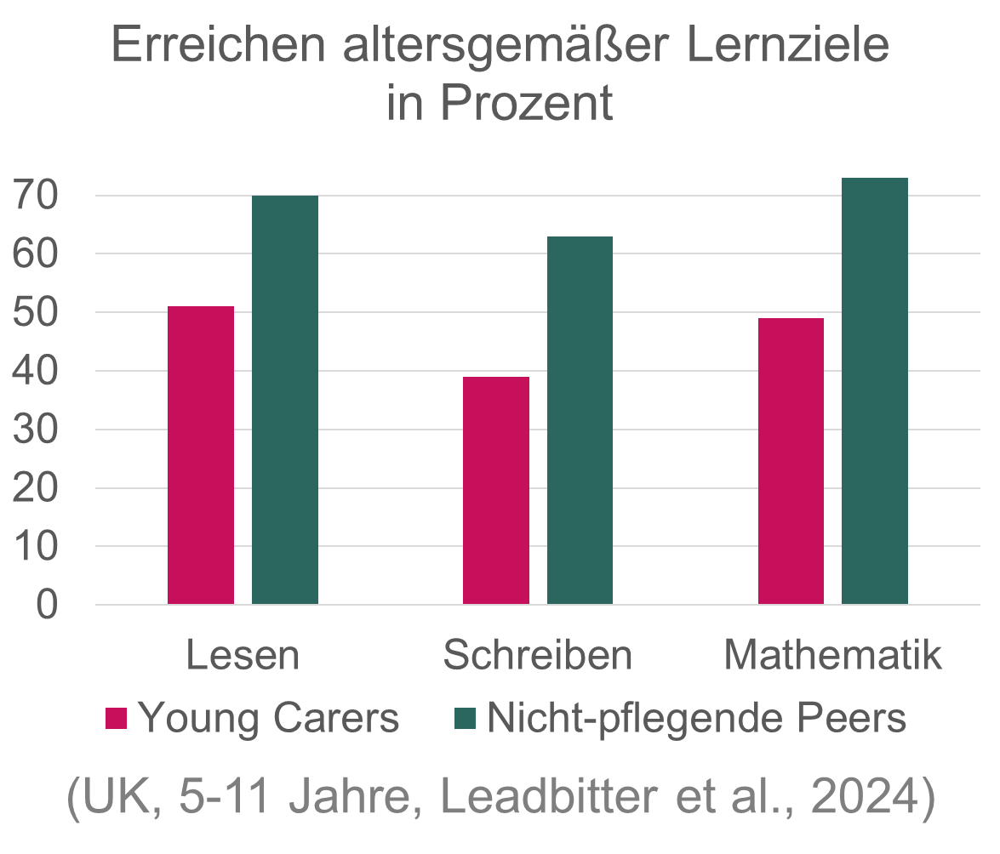 Erreichen altersgemäßer Lernziele
in Prozent
70
60
50
40
30
20
10
0
Lesen Schreiben Mathematik
Young Carers Nicht-pflegende Peers
(UK, 5-11 Jahre, Leadbitter et al., 2024)